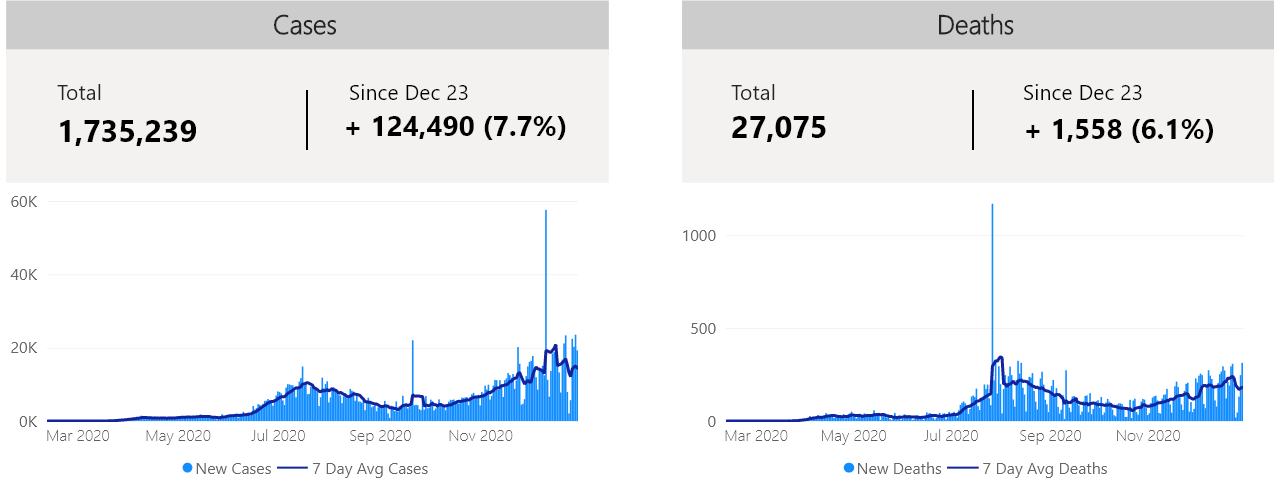 Cases
Total
1,735,239
Since Dec 23
+ 124,490 (7.7%)
60K
40K
20K
0K
Mar 2020 May 2020 Jul 2020 Sep 2020 Nov 2020
New Cases 7 Day Avg Cases
Deaths
Total
27,075
Since Dec 23
+ 1,558 (6.1%)
1000
500
0
Mar 2020 May 2020 Jul 2020 Sep 2020 Nov 2020
New Deaths 7 Day Avg Deaths